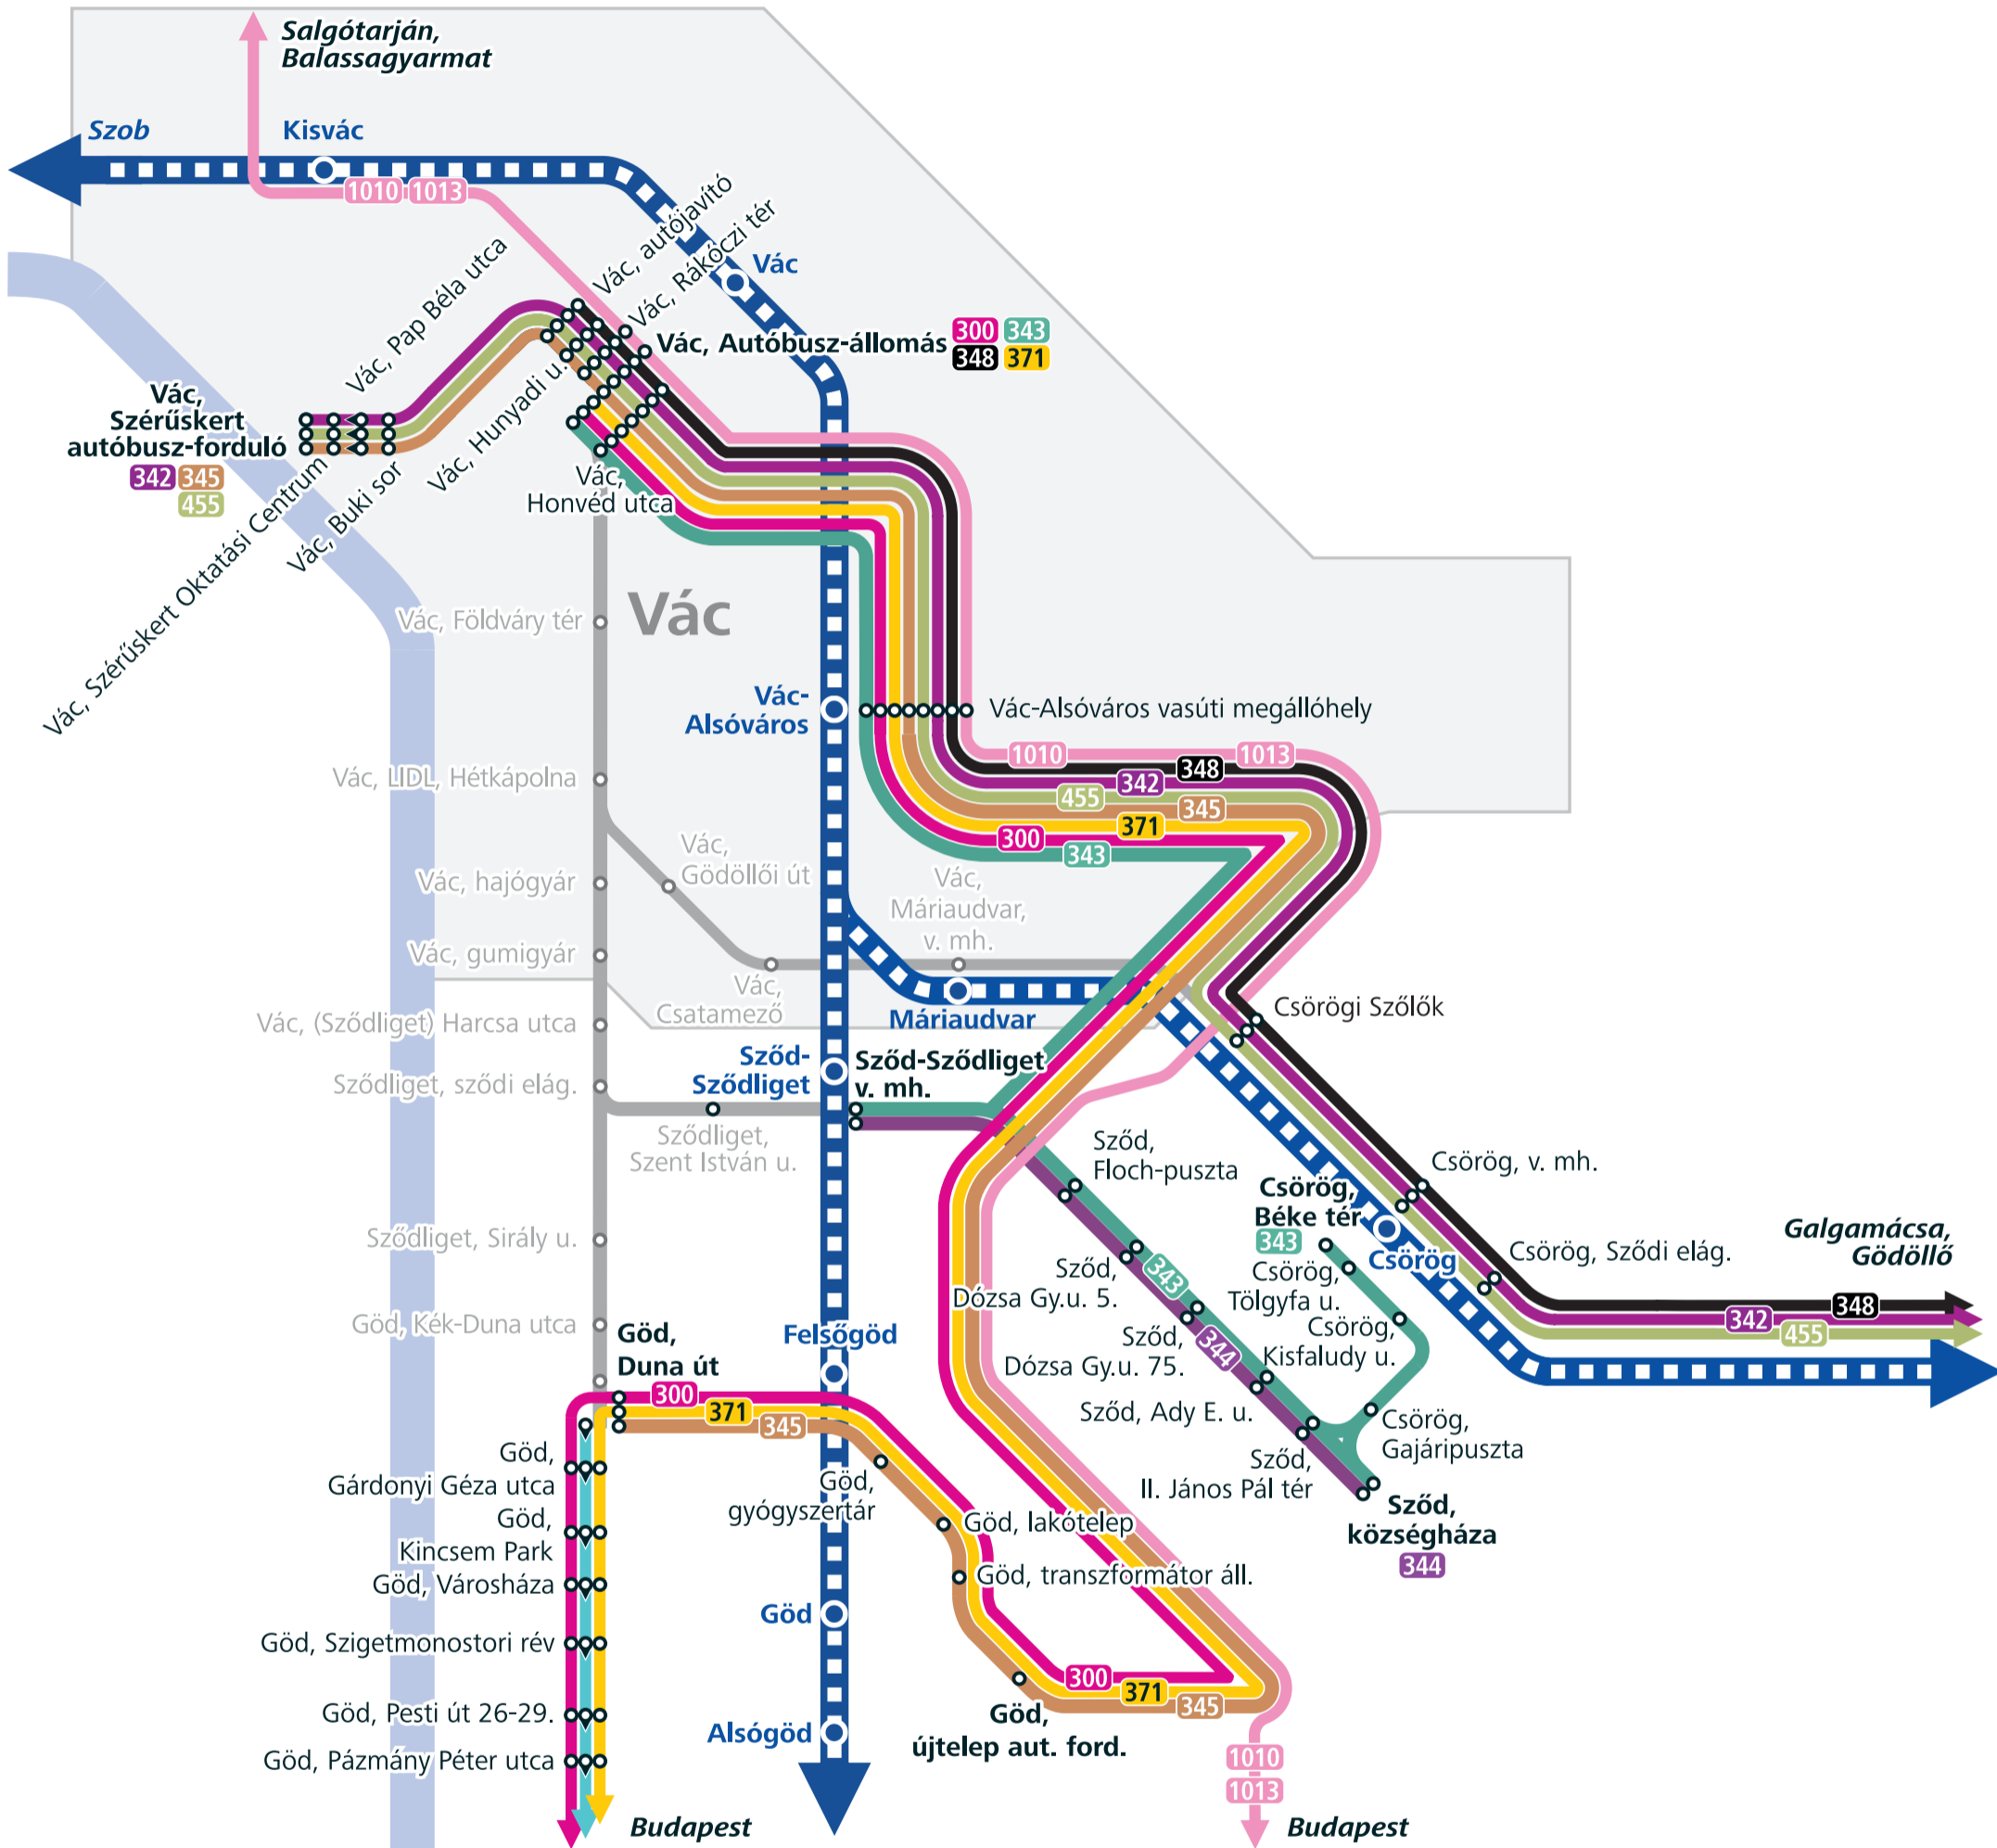 Salgótarján,
Balassagyarmat
Szob
Kisvác
1010 1013
Vác, autójavító
Vác, Rákóczi tér
Vác
Vác, Pap Béla utca
Vác, Autóbusz-állomás
300 343
348 371
Vác, Hunyadi u.
Vác,
Szérűskert
autóbusz-forduló
342 345
455
Vác, Szérűskert Oktatási Centrum
Vác, Buki sor
Vác,
Honvéd utca
Vác, Földváry tér
Vác
Vác-
Alsóváros
Vác-Alsóváros vasúti megállóhely
1010
1013
348
342
455
345
371
300
343
Vác, LIDL, Hétkápolna
Vác,
Gödöllői út
Vác, hajógyár
Vác,
Máriaudvar,
v. mh.
Vác, gumigyár
Vác,
Csatamező
Máriaudvar
Csörögi Szőlők
Vác, (Sződliget) Harcsa utca
Sződ-
Sződliget
Sződ-Sződliget
v. mh.
Sződliget, sződi elág.
Sződliget,
Szent István u.
Sződ,
Floch-puszta
Csörög, v. mh.
Csörög,
Béke tér
343
Csörög
Csörög, Sződi elág.
Galgamácsa,
Gödöllő
Sződliget, Sirály u.
Sződ,
Dózsa Gy.u. 5.
343
Csörög,
Tölgyfa u.
348
342
455
Göd, Kék-Duna utca
Göd,
Duna út
Felsőgöd
Sződ,
Dózsa Gy.u. 75.
344
Csörög,
Kisfaludy u.
300
371
345
Sződ, Ady E. u.
Csörög,
Gajáripuszta
Göd,
Gárdonyi Géza utca
Göd,
gyógyszertár
Sződ,
II. János Pál tér
Göd,
Kincsem Park
Göd, lakótelep
Sződ,
községháza
344
Göd, Városháza
Göd, transzformátor áll.
Göd
Göd, Szigetmonostori rév
300
371
345
Göd, Pesti út 26-29.
Alsógöd
Göd,
újtelep aut. ford.
Göd, Pázmány Péter utca
1010
1013
Budapest
Budapest